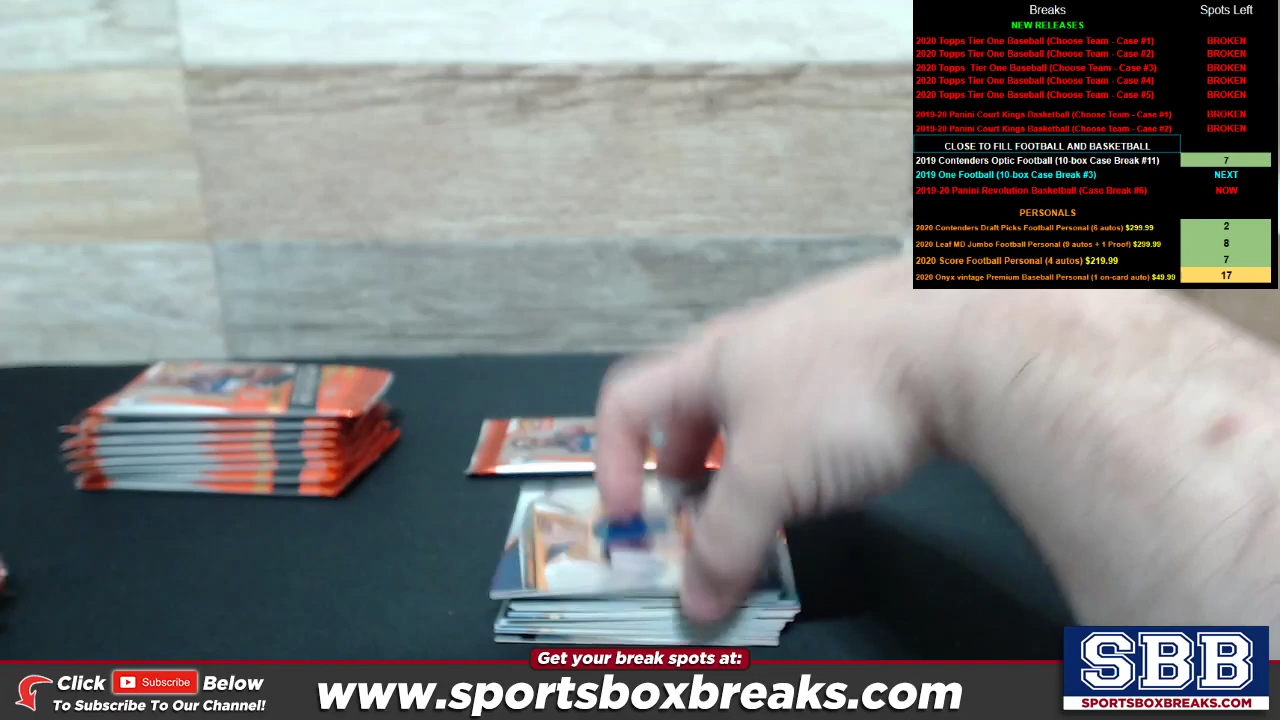 Breaks Spots Left
NEW RELEASES
2020 Topps Tier One Baseball (Choose Team - Case #1) BROKEN
2020 Topps Tier One Baseball (Choose Team - Case #2) BROKEN
2020 Topps Tier One Baseball (Choose Team - Case #3) BROKEN
2020 Topps Tier One Baseball (Choose Team - Case #4) BROKEN
2020 Topps Tier One Baseball (Choose Team - Case #5) BROKEN
2019-20 Panini Court Kings Basketball (Choose Team - Case #1) BROKEN
2019-20 Panini Court Kings Basketball (Choose Team - Case #2) BROKEN
CLOSE TO FILL FOOTBALL AND BASKETBALL
2019 Contenders Optic Football (10-box Case Break #11) 7
2019 One Football (10-box Case Break #3) NEXT
2019-20 Panini Revolution Basketball (Case Break #6) NOW
PERSONALS
2020 Contenders Draft Picks Football Personal (6 autos) $299.99 2
2020 Leaf MD Jumbo Football Personal (9 autos + 1 Proof) $299.99 8
2020 Score Football Personal (4 autos) $219.99 7
2020 Onyx vintage Premium Baseball Personal (1 on-card auto) $49.99 17
Get your break spots at:
Click Subscribe Below
To Subscribe To Our Channel!
www.sportsboxbreaks.com
SBB
SPORTSBOXBREAKS.COM